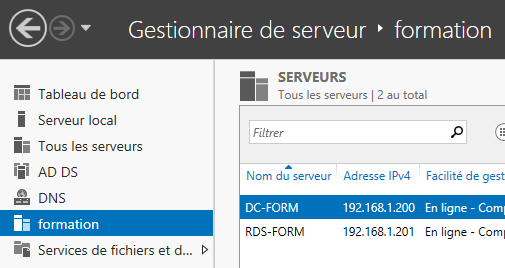 Gestionnaire de serveur ‣ formation
Tableau de bord
Serveur local
Tous les serveurs
AD DS
DNS
formation
Services de fichiers et d...
SERVEURS
Tous les serveurs | 2 au total
Filtrer
Nom du serveur Adresse IPv4 Facilité de gest
DC-FORM 192.168.1.200 En ligne - Comp
RDS-FORM 192.168.1.201 En ligne - Comp